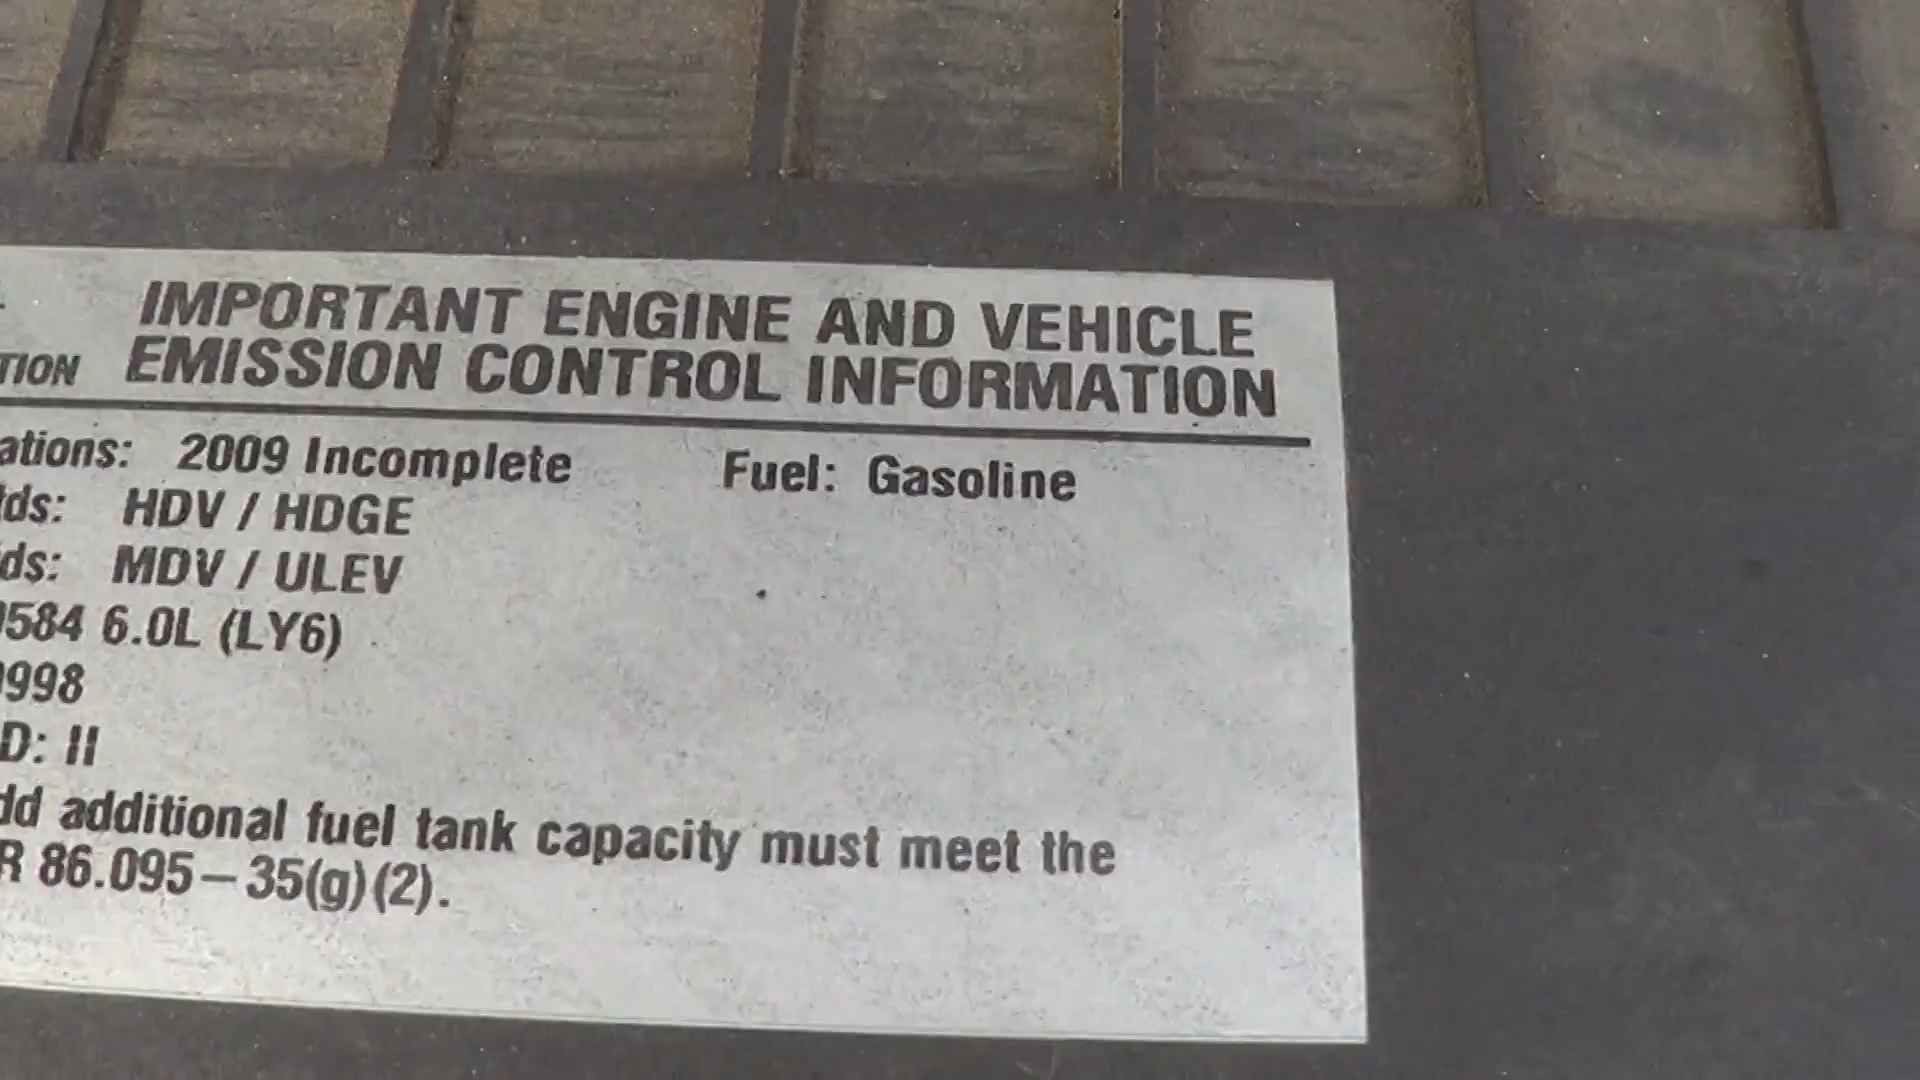 IMPORTANT ENGINE AND VEHICLE
TION EMISSION CONTROL INFORMATION
ations: 2009 Incomplete Fuel: Gasoline
ds: HDV / HDGE
ds: MDV / ULEV
584 6.0L (LY6)
998
D: II
dd additional fuel tank capacity must meet the
R 86.095–35(g)(2).